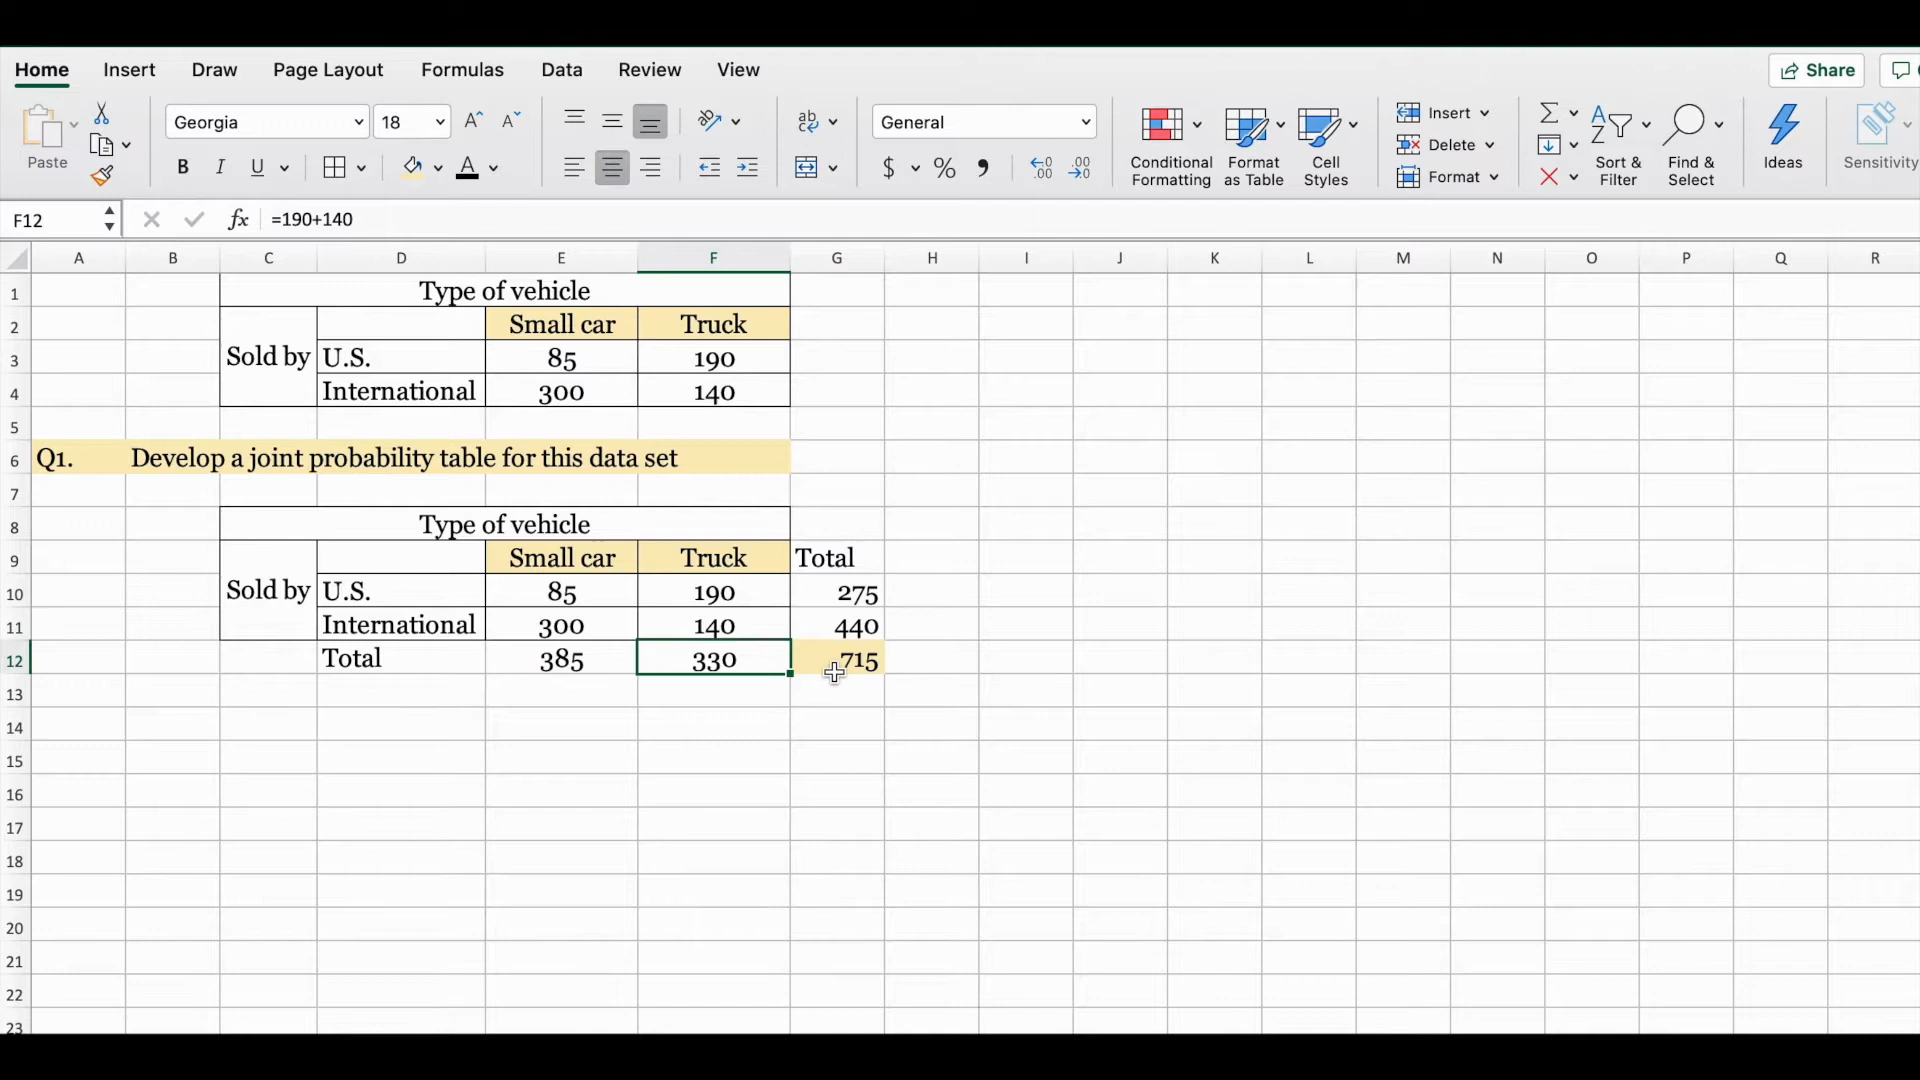 Home Insert Draw Page Layout Formulas Data Review View Share
Georgia 18 General Insert
Delete
Format
Paste B I U $ % Conditional Formatting Format as Table Cell Styles Sort & Filter Find & Select Ideas Sensitivity
F12 fx =190+140
A B C D E F G H I J K L M N O P Q R
1 Type of vehicle
2 Small car Truck
3 Sold by U.S. 85 190
4 International 300 140
5
6 Q1. Develop a joint probability table for this data set
7
8 Type of vehicle
9 Small car Truck Total
10 Sold by U.S. 85 190 275
11 International 300 140 440
12 Total 385 330 715
13
14
15
16
17
18
19
20
21
22
23